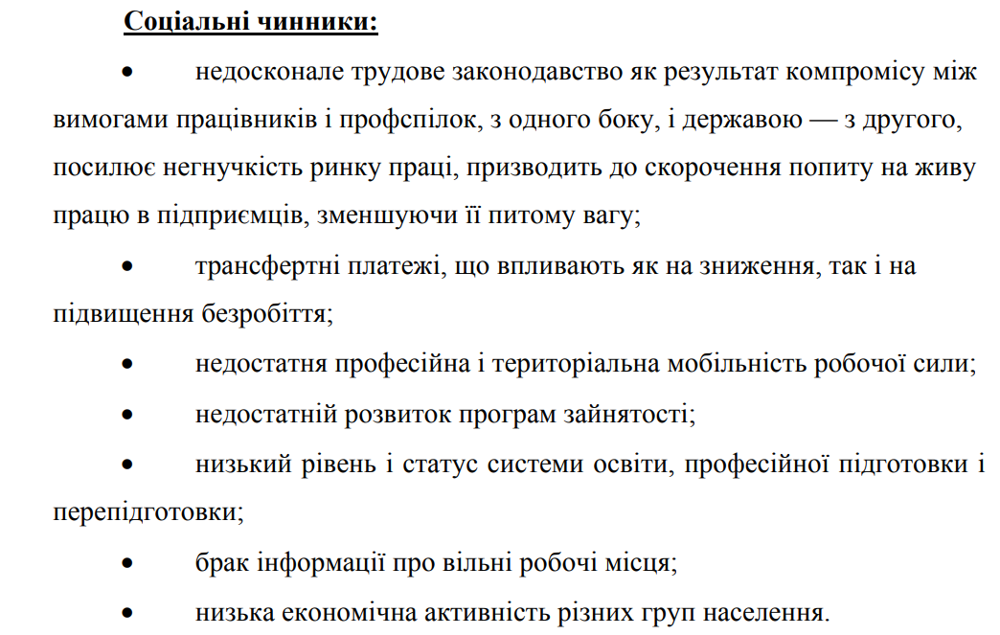 Соціальні чинники:
• недосконале трудове законодавство як результат компромісу між
вимогами працівників і профспілок, з одного боку, і державою — з другого,
посилює негнучкість ринку праці, призводить до скорочення попиту на живу
працю в підприємців, зменшуючи її питому вагу;
• трансфертні платежі, що впливають як на зниження, так і на
підвищення безробіття;
• недостатня професійна і територіальна мобільність робочої сили;
• недостатній розвиток програм зайнятості;
• низький рівень і статус системи освіти, професійної підготовки і
перепідготовки;
• брак інформації про вільні робочі місця;
• низька економічна активність різних груп населення.